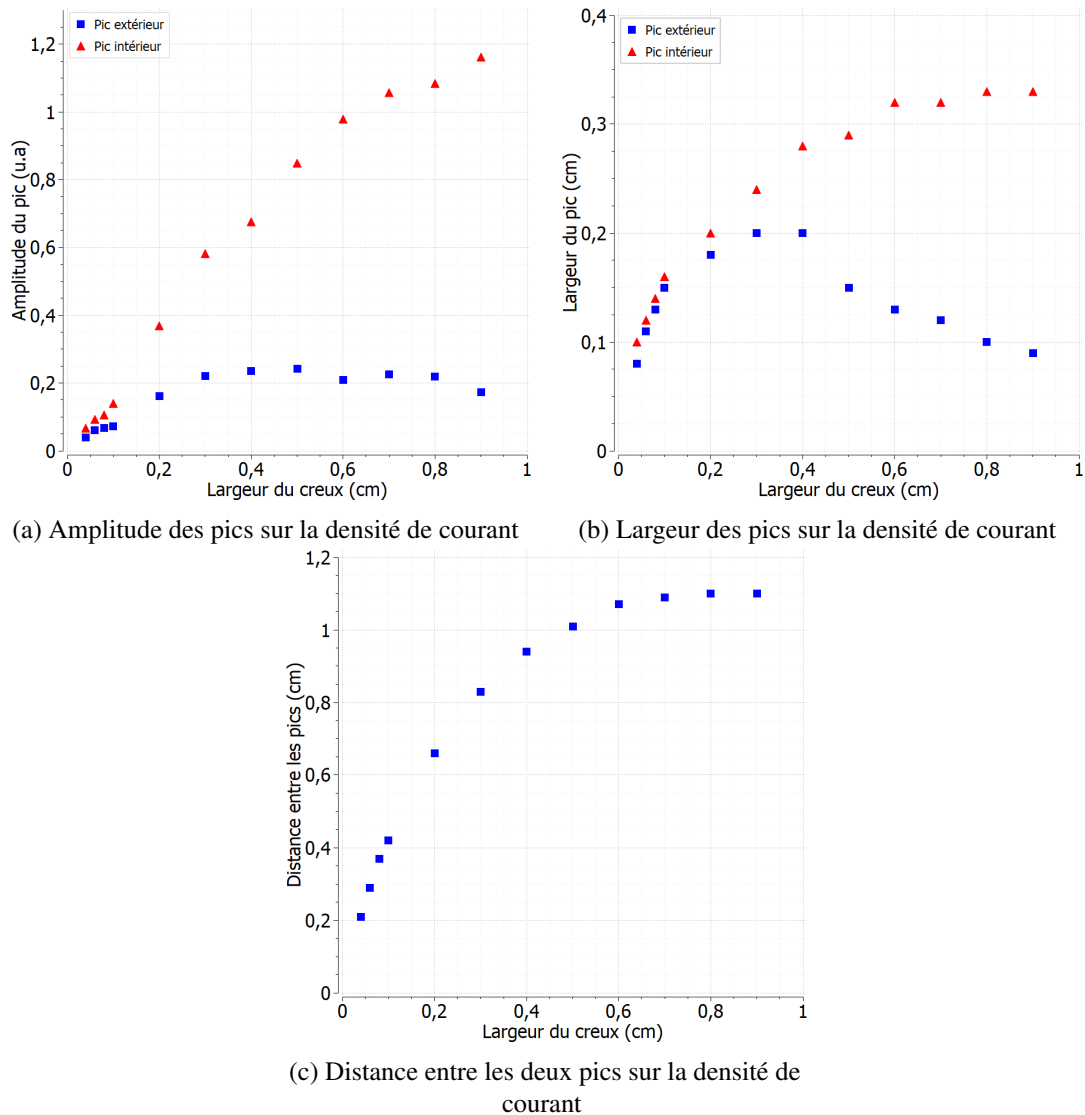 Pic extérieur
Pic intérieur
1,2
1
0,8
0,6
0,4
0,2
0
Amplitude du pic (u.a)
0 0,2 0,4 0,6 0,8 1
Largeur du creux (cm)
(a) Amplitude des pics sur la densité de courant
Pic extérieur
Pic intérieur
0,4
0,3
0,2
0,1
0
Largeur du pic (cm)
0 0,2 0,4 0,6 0,8 1
Largeur du creux (cm)
(b) Largeur des pics sur la densité de courant
1,2
1
0,8
0,6
0,4
0,2
0
Distance entre les pics (cm)
0 0,2 0,4 0,6 0,8 1
Largeur du creux (cm)
(c) Distance entre les deux pics sur la densité de
courant